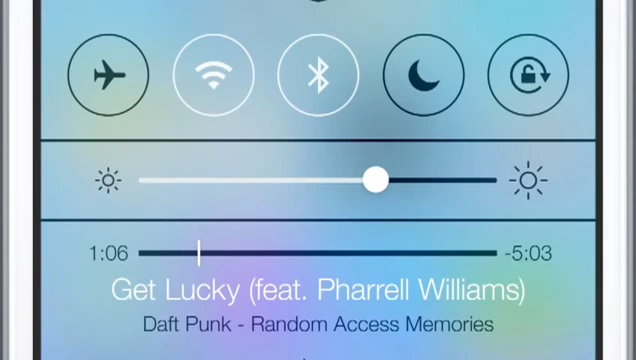 1:06 -5:03
Get Lucky (feat. Pharrell Williams)
Daft Punk - Random Access Memories